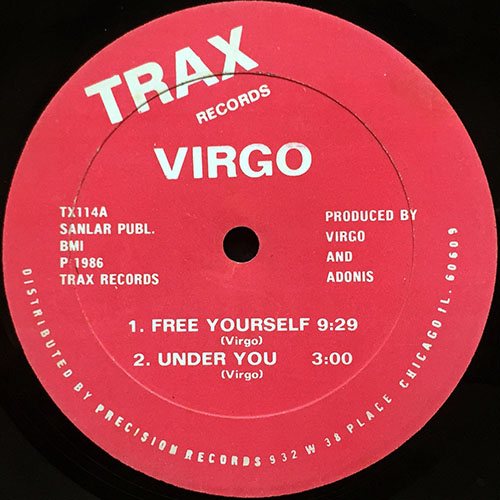 TRAX
RECORDS
VIRGO
TX114A
SANLAR PUBL.
BMI
P 1986
TRAX RECORDS
PRODUCED BY
VIRGO
AND
ADONIS
1. FREE YOURSELF 9:29
(Virgo)
2. UNDER YOU 3:00
(Virgo)
DISTRIBUTED BY PRECISION RECORDS 932 W 38 PLACE CHICAGO IL. 60609